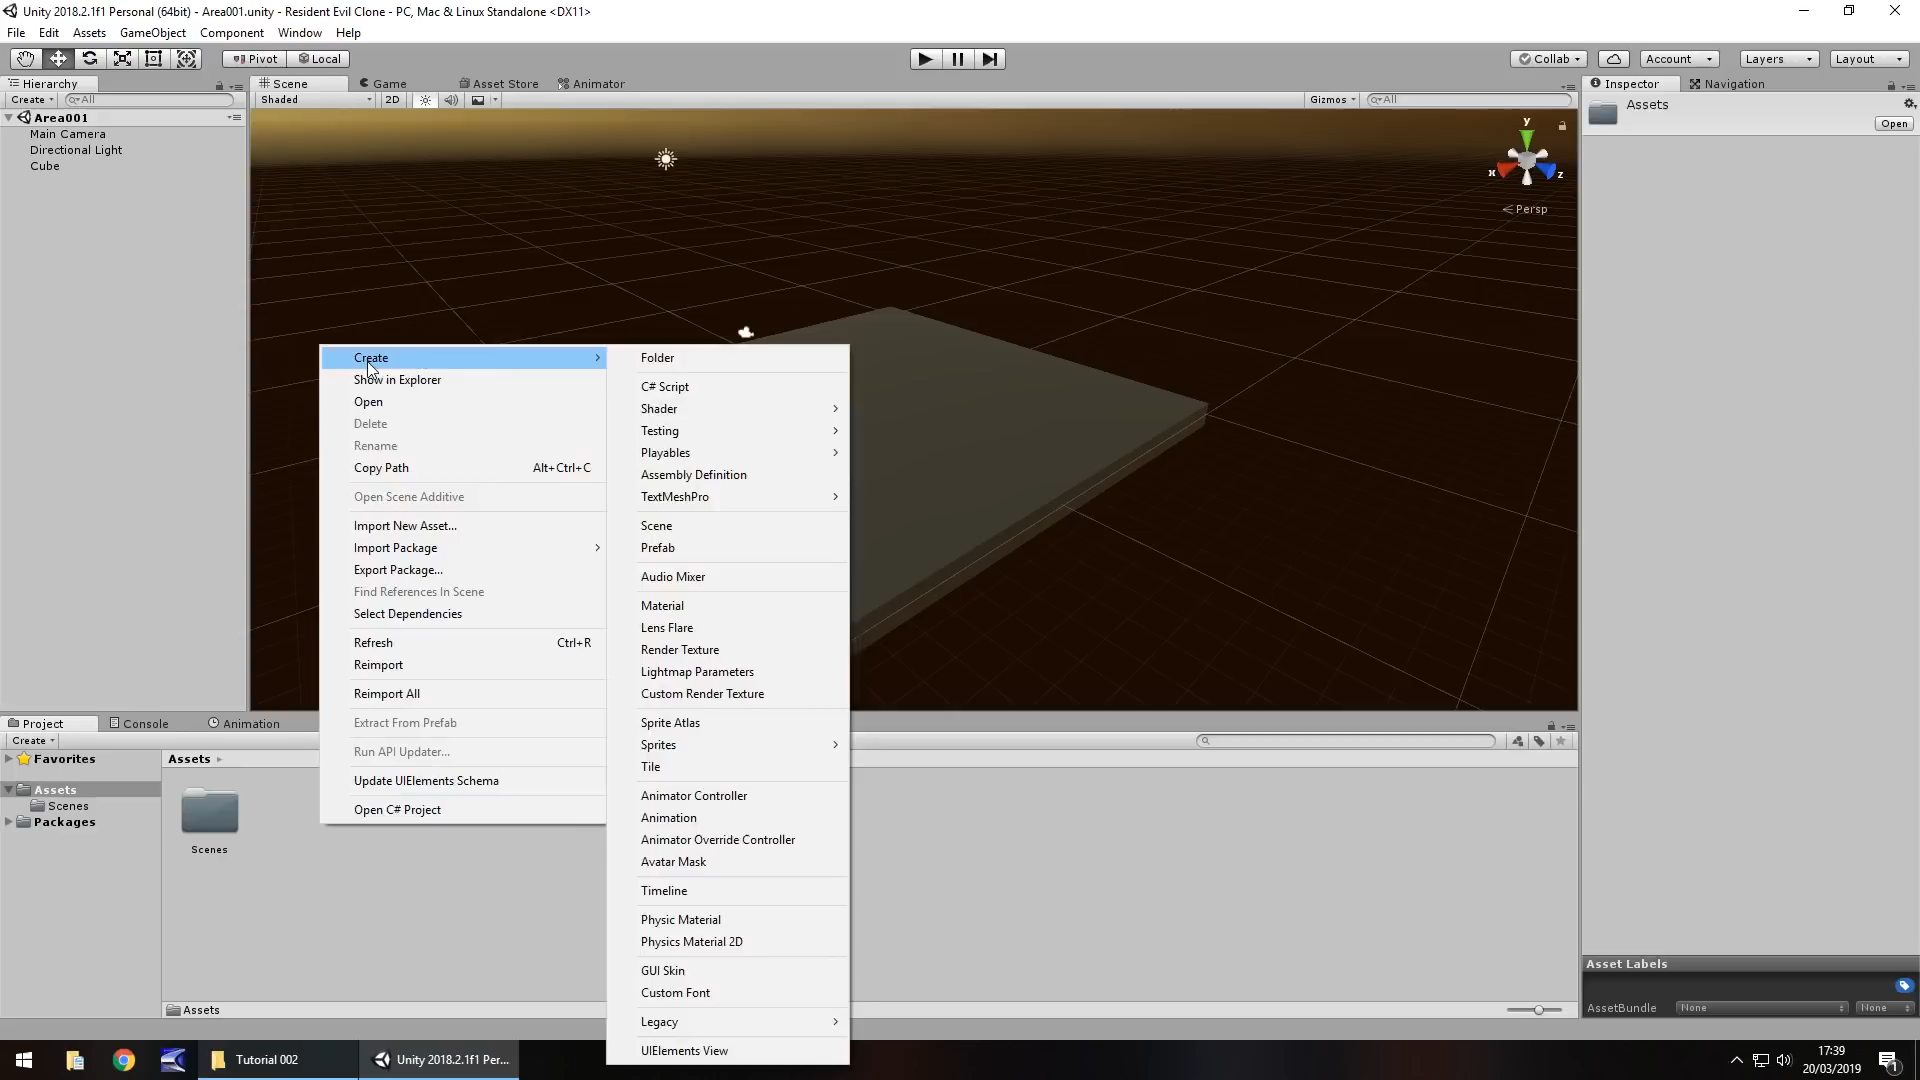 Unity 2018.2.1f1 Personal (64bit) - Area001.unity - Resident Evil Clone - PC, Mac & Linux Standalone <DX11>
File Edit Assets GameObject Component Window Help
Pivot Local Collab Account Layers Layout
Hierarchy Scene Game Asset Store Animator Inspector Navigation
Create All Shaded 2D Gizmos All
Assets
Open
Area001
Main Camera
Directional Light
Cube
y
x
z
Persp
Create
Show in Explorer
Open
Delete
Rename
Copy Path Alt+Ctrl+C
Open Scene Additive
Import New Asset...
Import Package
Export Package...
Find References In Scene
Select Dependencies
Refresh Ctrl+R
Reimport
Reimport All
Extract From Prefab
Run API Updater...
Update UIElements Schema
Open C# Project
Folder
C# Script
Shader
Testing
Playables
Assembly Definition
TextMeshPro
Scene
Prefab
Audio Mixer
Material
Lens Flare
Render Texture
Lightmap Parameters
Custom Render Texture
Sprite Atlas
Sprites
Tile
Animator Controller
Animation
Animator Override Controller
Avatar Mask
Timeline
Physic Material
Physics Material 2D
GUI Skin
Custom Font
Legacy
UIElements View
Project Console Animation
Create
Favorites
Assets
Scenes
Packages
Assets
Scenes
Assets
Asset Labels
AssetBundle None None
Tutorial 002
Unity 2018.2.1f1 Per...
17:39
20/03/2019
1